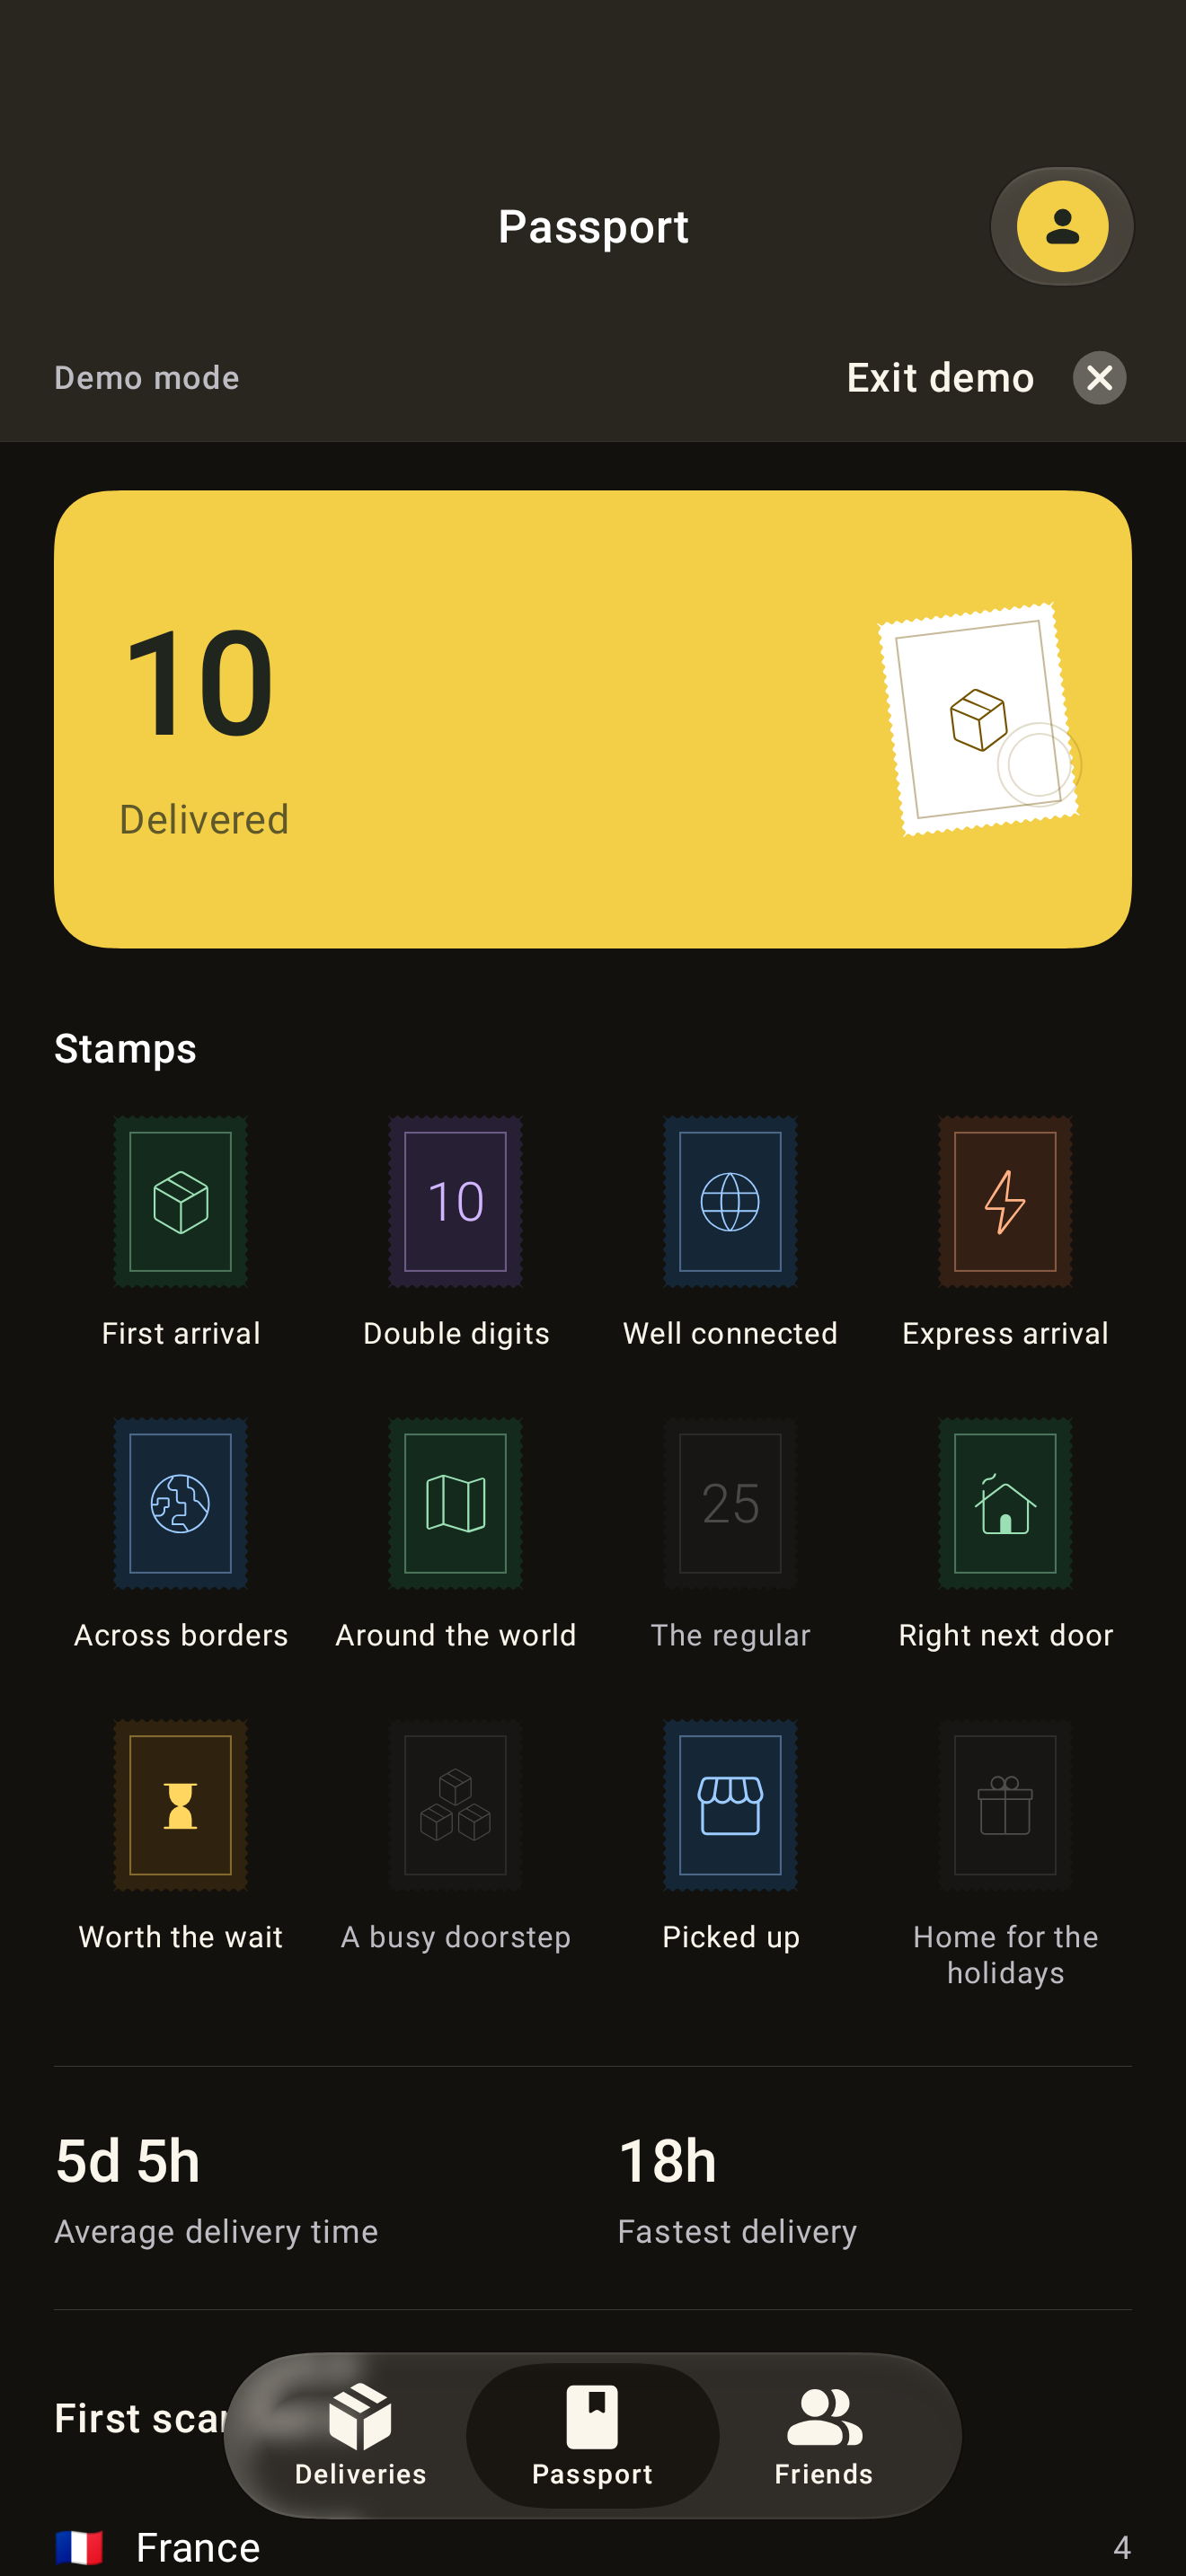 Passport
Demo mode
Exit demo
10
Delivered
Stamps
10
First arrival
Double digits
Well connected
Express arrival
25
Across borders
Around the world
The regular
Right next door
Worth the wait
A busy doorstep
Picked up
Home for the
holidays
5d 5h
18h
Average delivery time
Fastest delivery
First
Deliveries
Passport
Friends
France
4